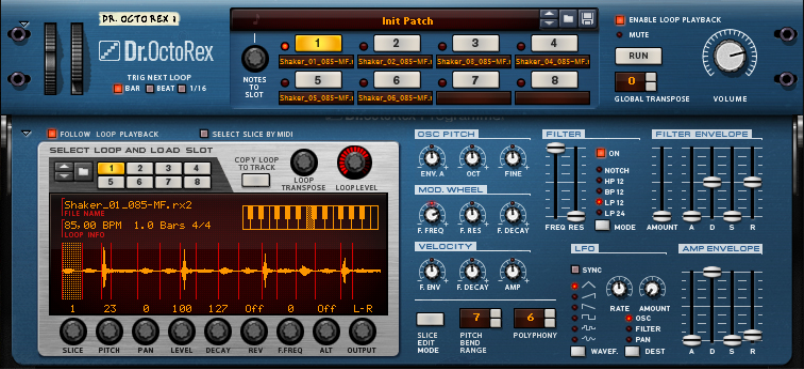 DR. OCTO REX 1
Init Patch
Dr.OctoRex
TRIG NEXT LOOP
BAR BEAT 1/16
NOTES TO SLOT
1 2 3 4
Shaker_01_085-MF.r Shaker_02_085-MF.r Shaker_03_085-MF.r Shaker_04_085-MF.r
5 6 7 8
Shaker_05_085-MF.r Shaker_06_085-MF.r
ENABLE LOOP PLAYBACK
MUTE
RUN
0
GLOBAL TRANSPOSE
VOLUME
FOLLOW LOOP PLAYBACK
SELECT SLICE BY MIDI
SELECT LOOP AND LOAD SLOT
1 2 3 4
5 6 7 8
COPY LOOP
TO TRACK
LOOP
TRANSPOSE
LOOP LEVEL
Shaker_01_085-MF.rx2
FILE NAME
85,00 BPM 1.0 Bars 4/4
LOOP INFO
1 23 0 100 127 Off 0 Off L-R
SLICE PITCH PAN LEVEL DECAY REV F.FREQ ALT OUTPUT
OSC PITCH
ENV. A OCT FINE
MOD. WHEEL
F. FREQ F. RES F. DECAY
VELOCITY
F. ENV F. DECAY AMP
SLICE
EDIT
MODE
7
PITCH
BEND
RANGE
6
POLYPHONY
FILTER
ON
NOTCH
HP 12
BP 12
LP 12
LP 24
FREQ RES MODE
FILTER ENVELOPE
AMOUNT A D S R
LFO
SYNC
RATE AMOUNT
OSC
FILTER
PAN
WAVEF. DEST
AMP ENVELOPE
A D S R